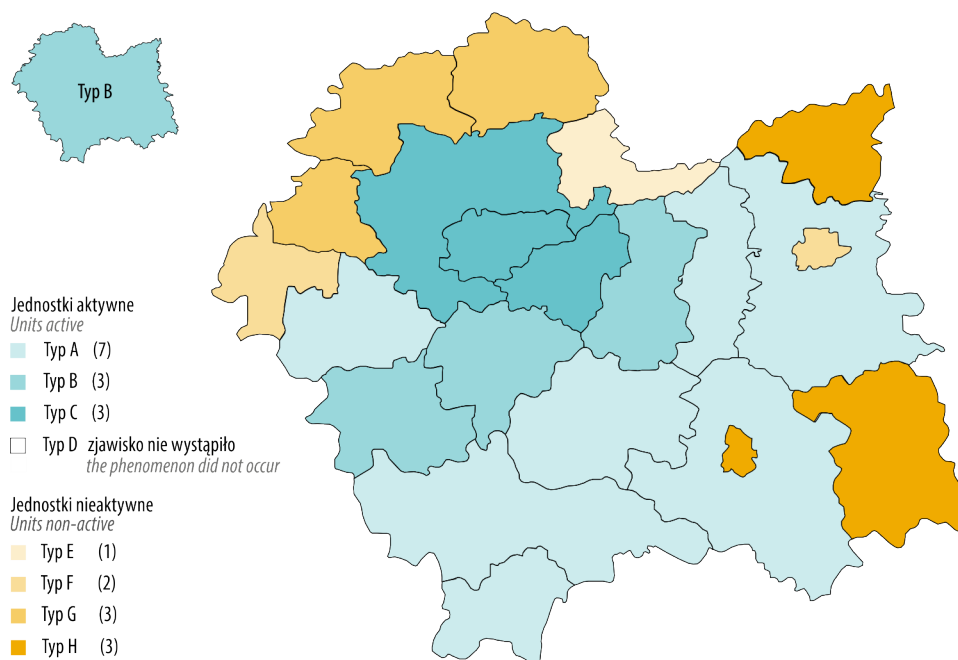 Typ B
Jednostki aktywne
Units active
Typ A (7)
Typ B (3)
Typ C (3)
Typ D zjawisko nie wystąpiło
the phenomenon did not occur
Jednostki nieaktywne
Units non-active
Typ E (1)
Typ F (2)
Typ G (3)
Typ H (3)